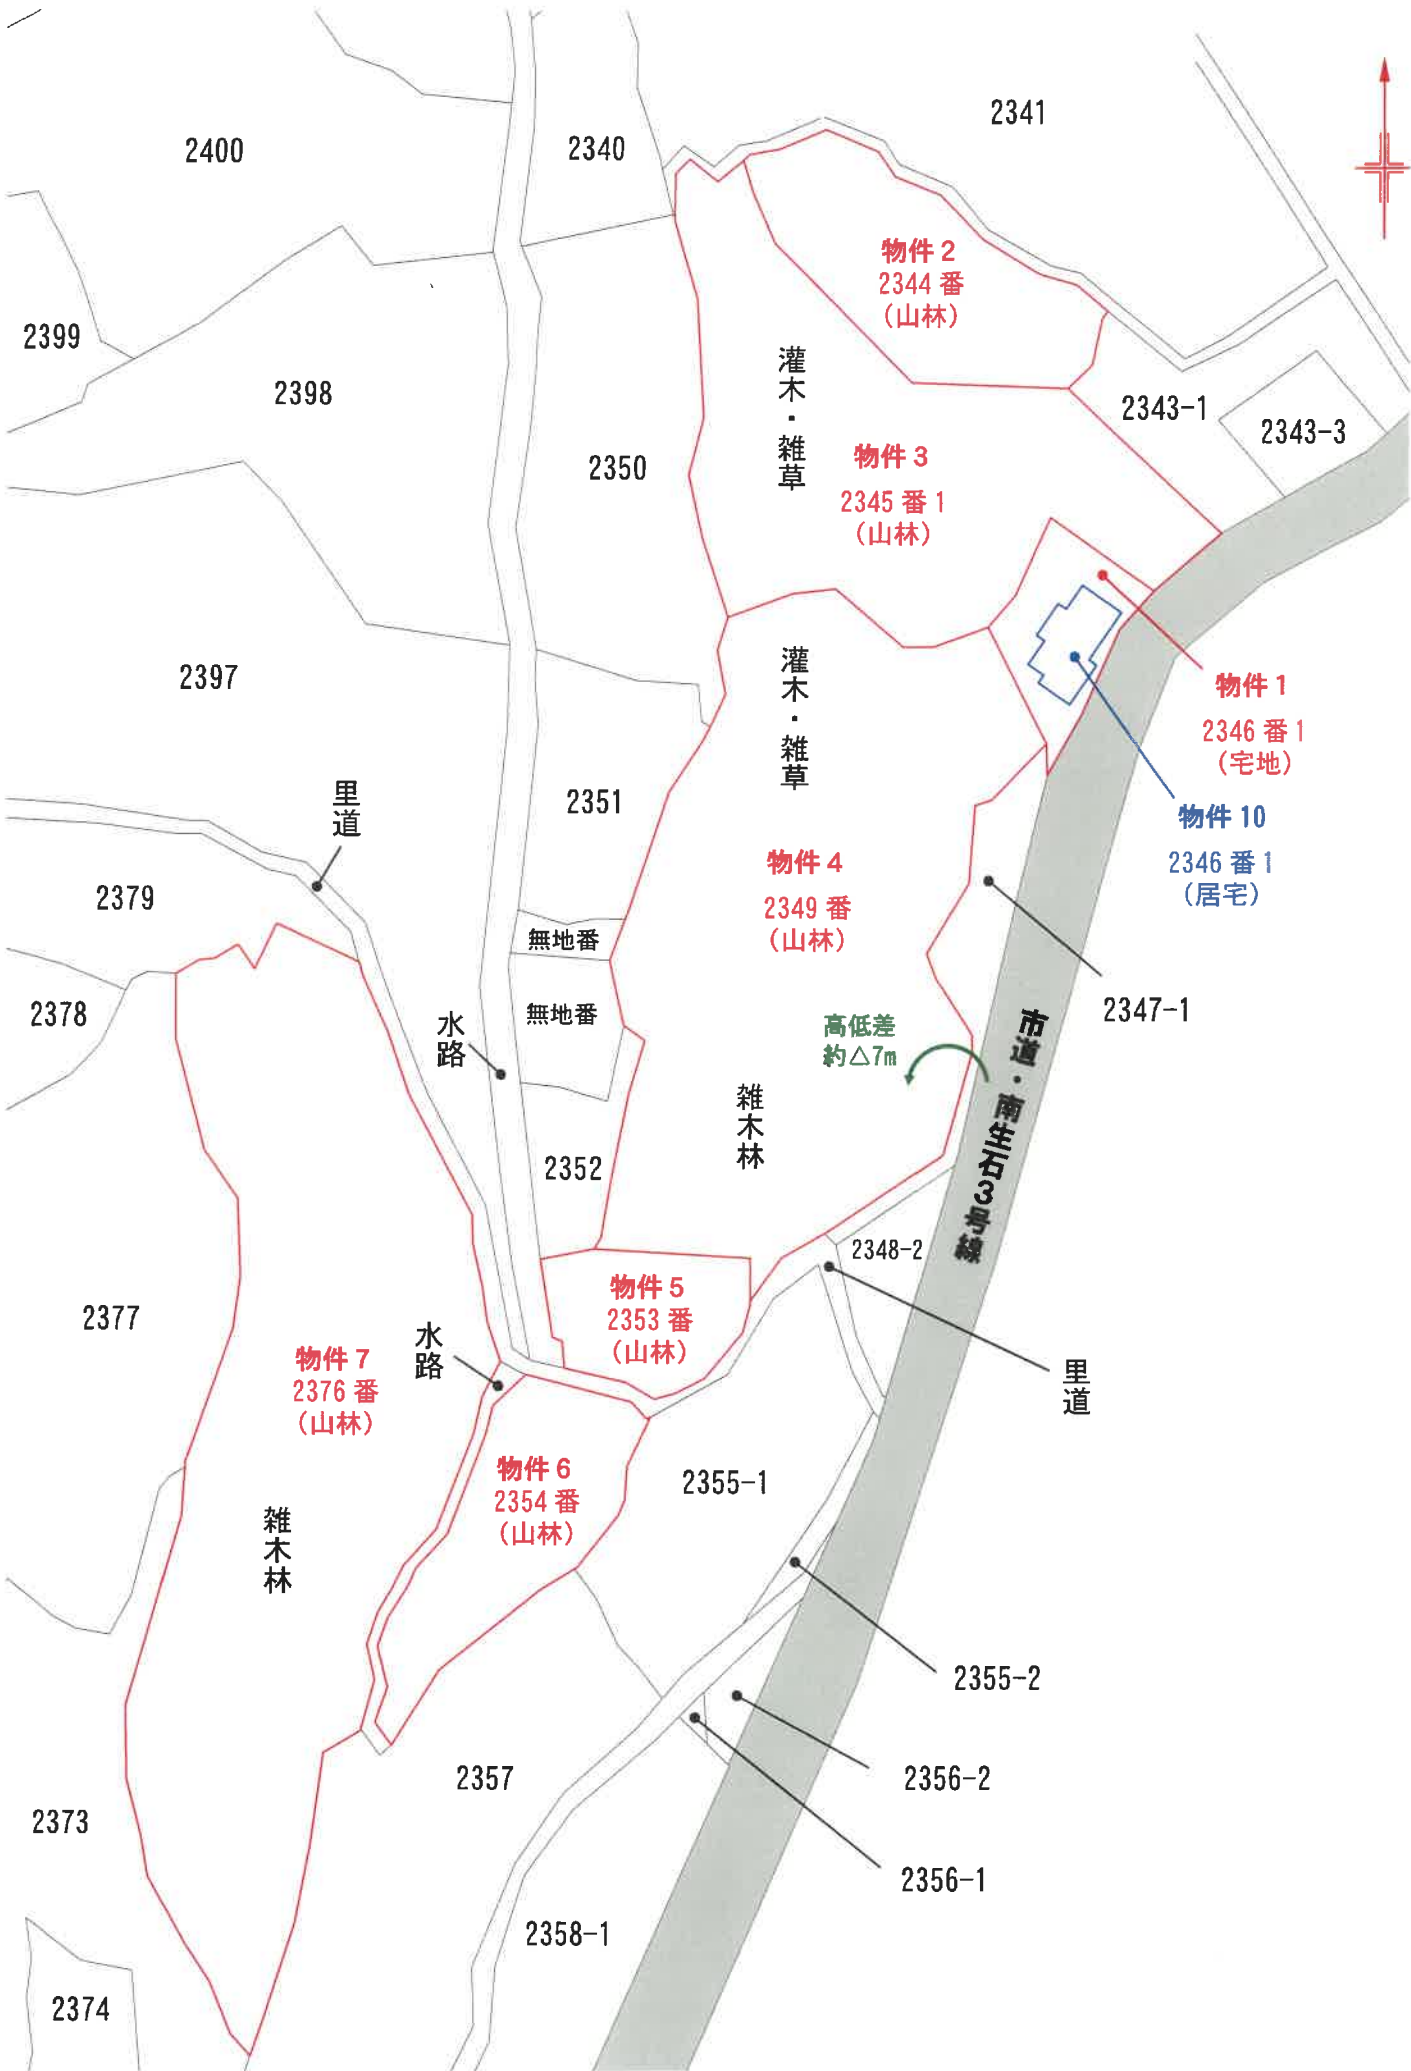 2341
2400
2340
物件 2
2344 番
(山林)
2399
2398
灌木・雑草
2343-1
2343-3
2350
物件 3
2345 番 1
(山林)
2397
灌木・雑草
物件 1
2346 番 1
(宅地)
里道
2351
物件 10
2346 番 1
(居宅)
2379
物件 4
2349 番
(山林)
無地番
2378
無地番
2347-1
水路
高低差
約△7m
市道・南生石3号線
雑木林
2352
2348-2
物件 5
2353 番
(山林)
2377
水路
物件 7
2376 番
(山林)
里道
物件 6
2354 番
(山林)
2355-1
雑木林
2355-2
2357
2356-2
2373
2356-1
2358-1
2374